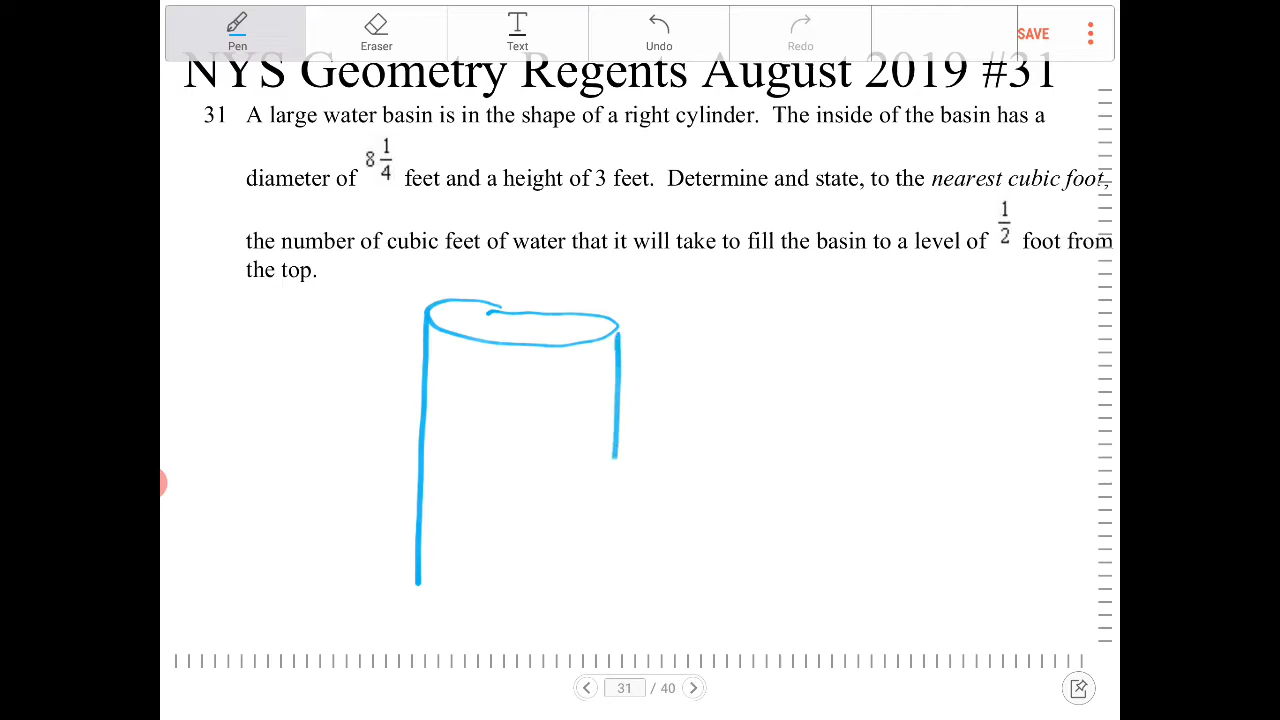 Pen Eraser Text Undo Redo SAVE
NYS Geometry Regents August 2019 #31
31 A large water basin is in the shape of a right cylinder. The inside of the basin has a
diameter of 8 1/4 feet and a height of 3 feet. Determine and state, to the nearest cubic foot,
the number of cubic feet of water that it will take to fill the basin to a level of 1/2 foot from
the top.
31 / 40